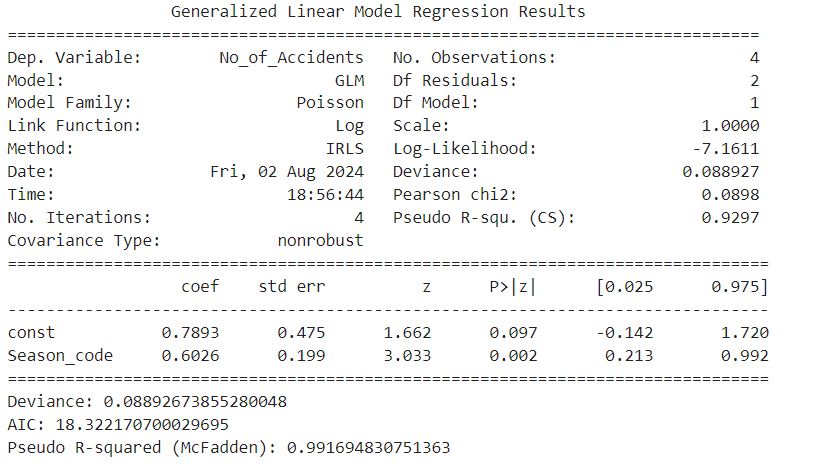 Generalized Linear Model Regression Results
==============================================================================
Dep. Variable: No_of_Accidents No. Observations: 4
Model: GLM Df Residuals: 2
Model Family: Poisson Df Model: 1
Link Function: Log Scale: 1.0000
Method: IRLS Log-Likelihood: -7.1611
Date: Fri, 02 Aug 2024 Deviance: 0.088927
Time: 18:56:44 Pearson chi2: 0.0898
No. Iterations: 4 Pseudo R-squ. (CS): 0.9297
Covariance Type: nonrobust
================================================================================
coef std err z P>|z| [0.025 0.975]
--------------------------------------------------------------------------------
const 0.7893 0.475 1.662 0.097 -0.142 1.720
Season_code 0.6026 0.199 3.033 0.002 0.213 0.992
================================================================================
Deviance: 0.08892673855280048
AIC: 18.322170700029695
Pseudo R-squared (McFadden): 0.991694830751363